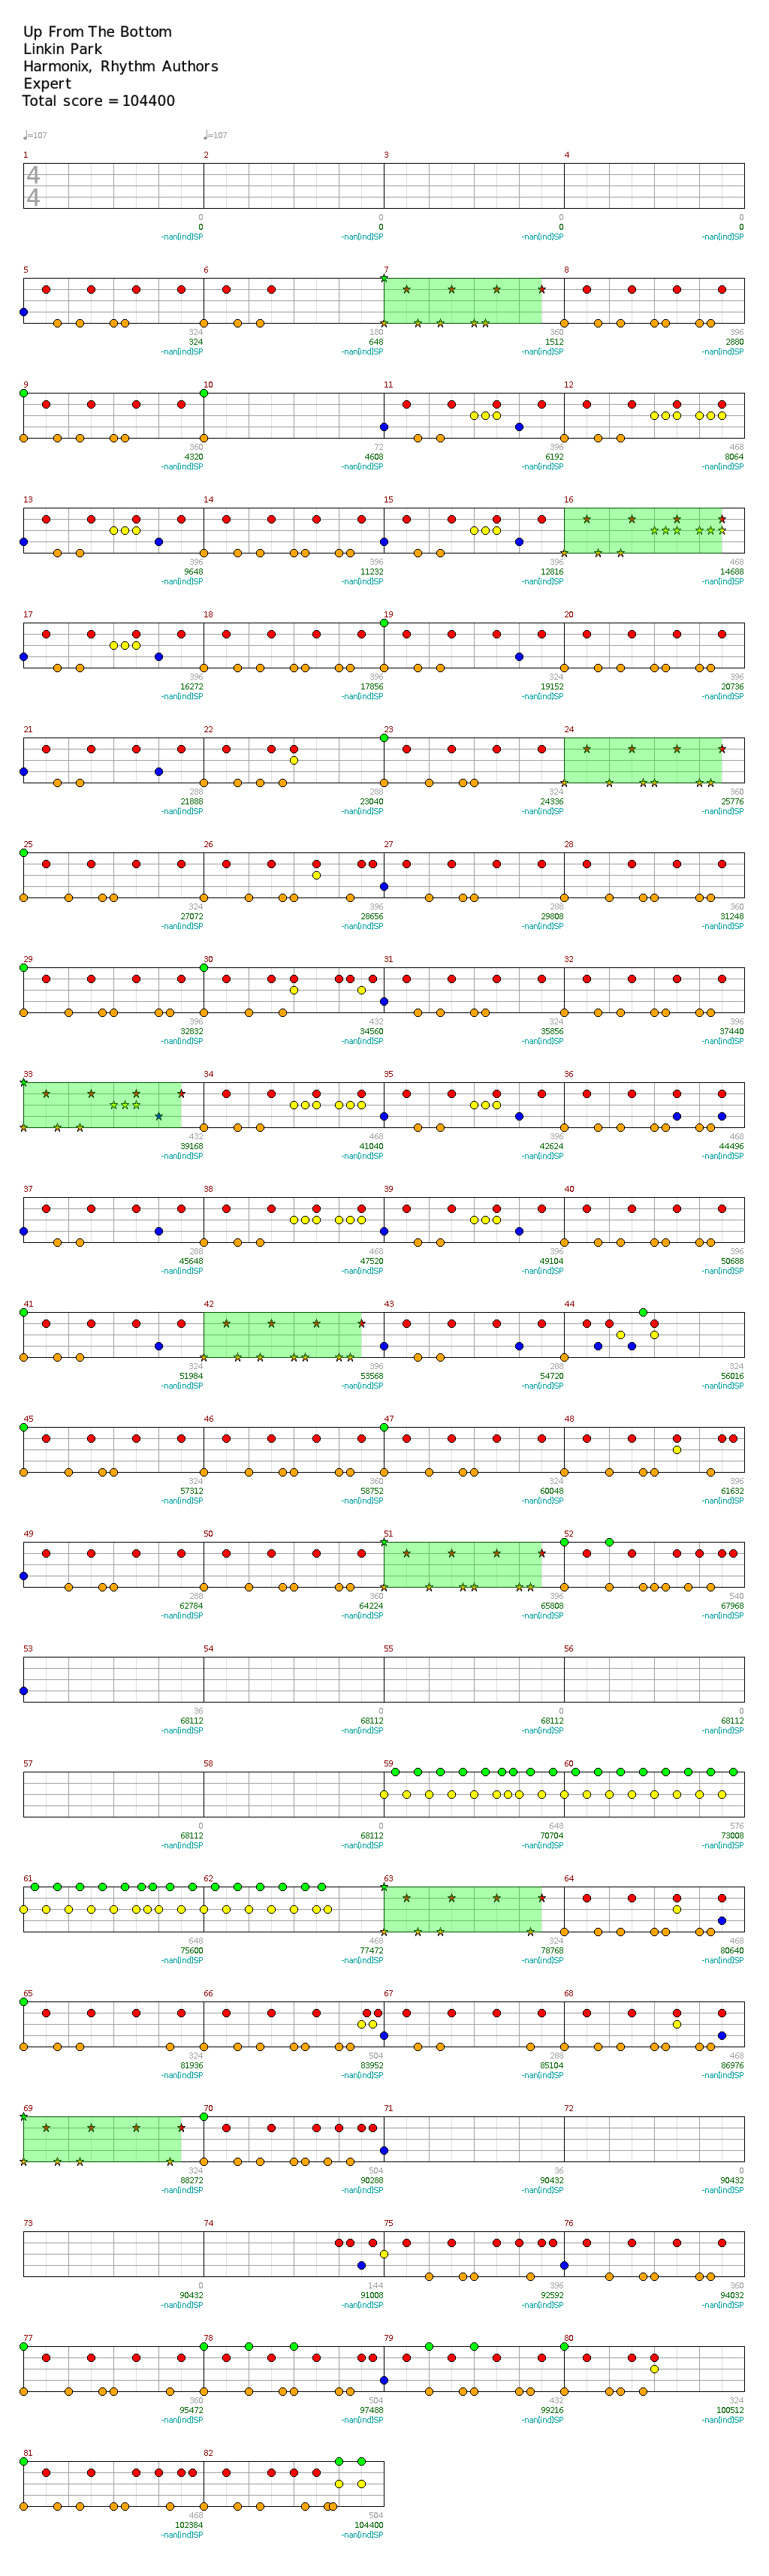 Up From The Bottom
Linkin Park
Harmonix, Rhythm Authors
Expert
Total score = 104400
♩=107 ♩=107
1 2 3 4
4
4
0 0 0 0
0 0 0 0
-nan(ind)SP -nan(ind)SP -nan(ind)SP -nan(ind)SP
5 6 7 8
324 180 360 396
324 648 1512 2880
-nan(ind)SP -nan(ind)SP -nan(ind)SP -nan(ind)SP
9 10 11 12
360 72 396 468
4320 4608 6192 8064
-nan(ind)SP -nan(ind)SP -nan(ind)SP -nan(ind)SP
13 14 15 16
396 396 396 468
9648 11232 12816 14688
-nan(ind)SP -nan(ind)SP -nan(ind)SP -nan(ind)SP
17 18 19 20
396 396 324 396
16272 17856 19152 20736
-nan(ind)SP -nan(ind)SP -nan(ind)SP -nan(ind)SP
21 22 23 24
288 288 324 360
21888 23040 24336 25776
-nan(ind)SP -nan(ind)SP -nan(ind)SP -nan(ind)SP
25 26 27 28
324 396 288 360
27072 28656 29808 31248
-nan(ind)SP -nan(ind)SP -nan(ind)SP -nan(ind)SP
29 30 31 32
396 432 324 396
32832 34560 35856 37440
-nan(ind)SP -nan(ind)SP -nan(ind)SP -nan(ind)SP
33 34 35 36
432 468 396 468
39168 41040 42624 44496
-nan(ind)SP -nan(ind)SP -nan(ind)SP -nan(ind)SP
37 38 39 40
288 468 396 396
45648 47520 49104 50688
-nan(ind)SP -nan(ind)SP -nan(ind)SP -nan(ind)SP
41 42 43 44
324 396 288 324
51984 53568 54720 56016
-nan(ind)SP -nan(ind)SP -nan(ind)SP -nan(ind)SP
45 46 47 48
324 360 324 396
57312 58752 60048 61632
-nan(ind)SP -nan(ind)SP -nan(ind)SP -nan(ind)SP
49 50 51 52
288 360 396 540
62784 64224 65808 67968
-nan(ind)SP -nan(ind)SP -nan(ind)SP -nan(ind)SP
53 54 55 56
36 0 0 0
68112 68112 68112 68112
-nan(ind)SP -nan(ind)SP -nan(ind)SP -nan(ind)SP
57 58 59 60
0 0 648 576
68112 68112 70704 73008
-nan(ind)SP -nan(ind)SP -nan(ind)SP -nan(ind)SP
61 62 63 64
648 468 324 468
75600 77472 78768 80640
-nan(ind)SP -nan(ind)SP -nan(ind)SP -nan(ind)SP
65 66 67 68
324 504 288 468
81936 83952 85104 86976
-nan(ind)SP -nan(ind)SP -nan(ind)SP -nan(ind)SP
69 70 71 72
324 504 36 0
88272 90288 90432 90432
-nan(ind)SP -nan(ind)SP -nan(ind)SP -nan(ind)SP
73 74 75 76
0 144 396 360
90432 91008 92592 94032
-nan(ind)SP -nan(ind)SP -nan(ind)SP -nan(ind)SP
77 78 79 80
360 504 432 324
95472 97488 99216 100512
-nan(ind)SP -nan(ind)SP -nan(ind)SP -nan(ind)SP
81 82
468 504
102384 104400
-nan(ind)SP -nan(ind)SP